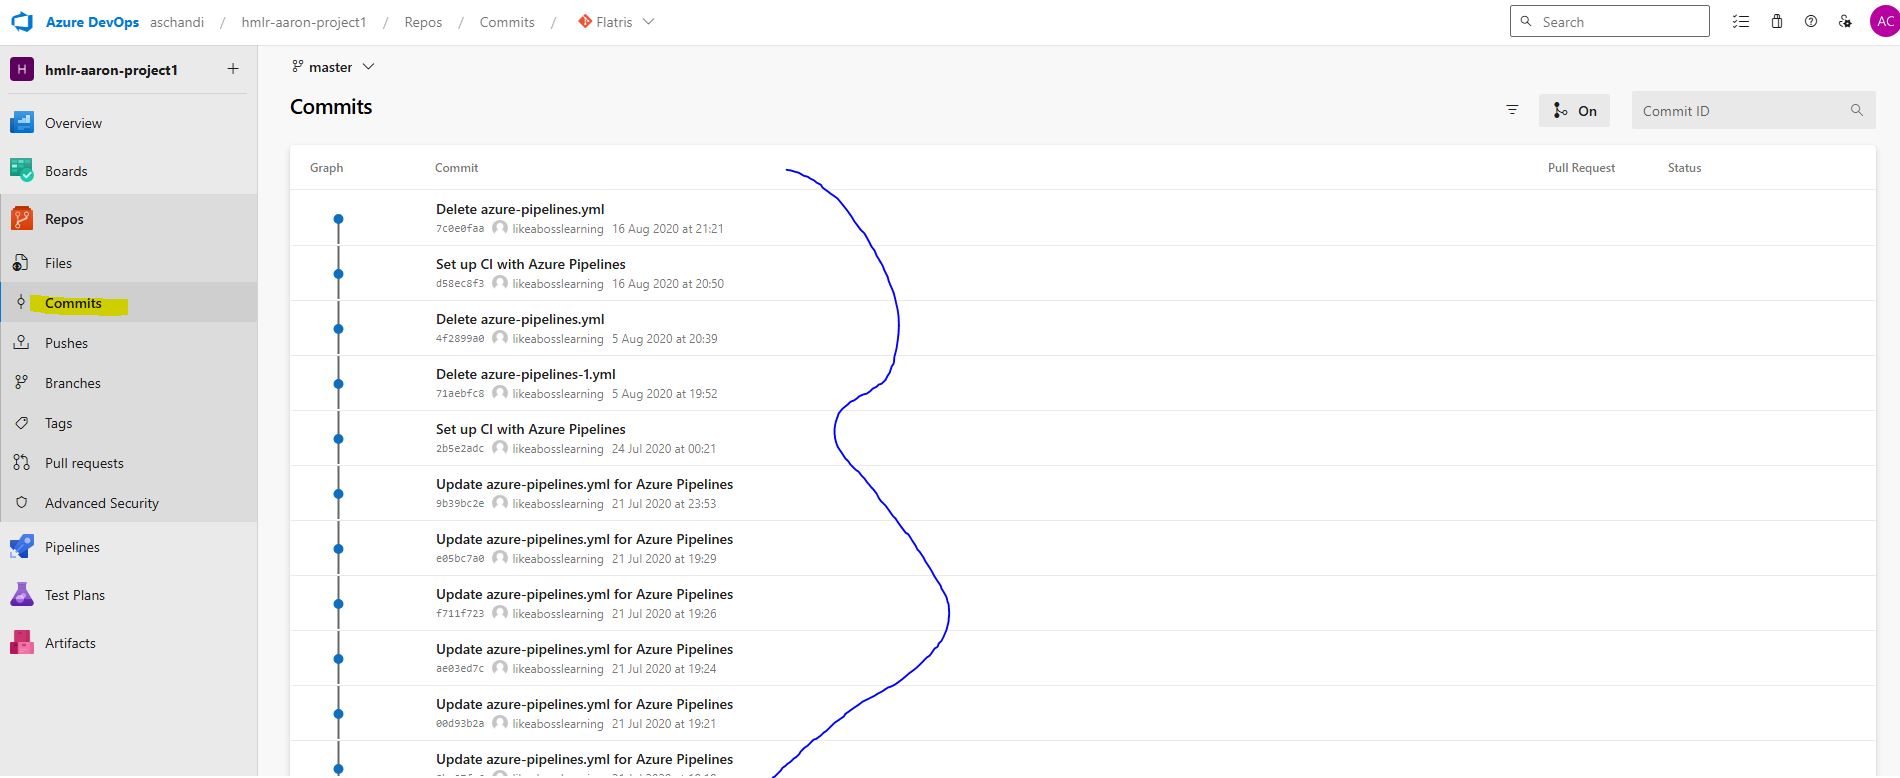 Azure DevOps aschandi / hmlr-aaron-project1 / Repos / Commits / Flatris
Search
AC
H hmlr-aaron-project1 +
Overview
Boards
Repos
Files
Commits
Pushes
Branches
Tags
Pull requests
Advanced Security
Pipelines
Test Plans
Artifacts
master
Commits
On
Commit ID
Graph Commit Pull Request Status
Delete azure-pipelines.yml
7c0e0faa likeabosslearning 16 Aug 2020 at 21:21
Set up CI with Azure Pipelines
d58ec8f3 likeabosslearning 16 Aug 2020 at 20:50
Delete azure-pipelines.yml
4f2899a0 likeabosslearning 5 Aug 2020 at 20:39
Delete azure-pipelines-1.yml
71aebfc8 likeabosslearning 5 Aug 2020 at 19:52
Set up CI with Azure Pipelines
2b5e2adc likeabosslearning 24 Jul 2020 at 00:21
Update azure-pipelines.yml for Azure Pipelines
9b39bc2e likeabosslearning 21 Jul 2020 at 23:53
Update azure-pipelines.yml for Azure Pipelines
e05bc7a0 likeabosslearning 21 Jul 2020 at 19:29
Update azure-pipelines.yml for Azure Pipelines
f711f723 likeabosslearning 21 Jul 2020 at 19:26
Update azure-pipelines.yml for Azure Pipelines
ae03ed7c likeabosslearning 21 Jul 2020 at 19:24
Update azure-pipelines.yml for Azure Pipelines
00d93b2a likeabosslearning 21 Jul 2020 at 19:21
Update azure-pipelines.yml for Azure Pipelines